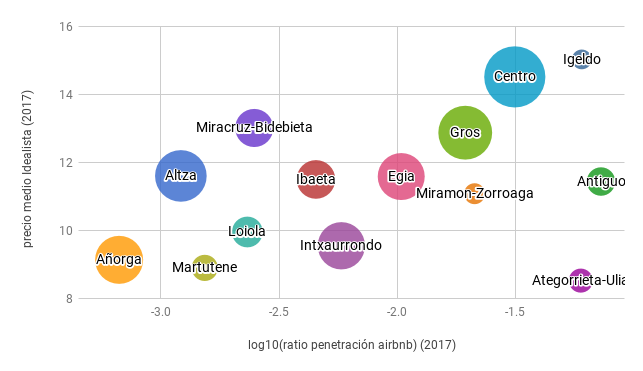 16
Igeldo
Centro
14
Miracruz-Bidebieta
Gros
12
Altza
Ibaeta
Egia
Antiguo
Miramon-Zorroaga
10
Loiola
Intxaurrondo
Añorga
Martutene
Ategorrieta-Ulia
8
-3.0
-2.5
-2.0
-1.5
precio medio Idealista (2017)
log10(ratio penetración airbnb) (2017)